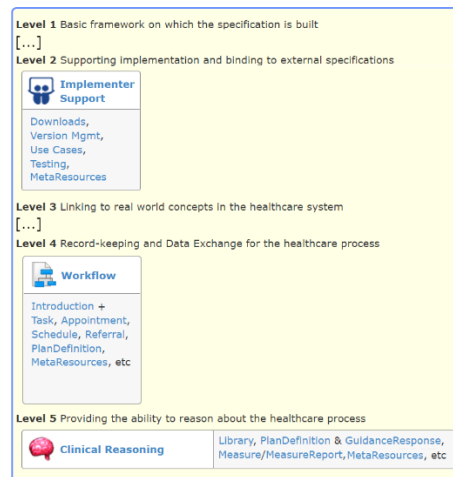 Level 1 Basic framework on which the specification is built
[...]
Level 2 Supporting implementation and binding to external specifications
Implementer
Support
Downloads,
Version Mgmt,
Use Cases,
Testing,
MetaResources
Level 3 Linking to real world concepts in the healthcare system
[...]
Level 4 Record-keeping and Data Exchange for the healthcare process
Workflow
Introduction +
Task, Appointment,
Schedule, Referral,
PlanDefinition,
MetaResources, etc
Level 5 Providing the ability to reason about the healthcare process
Clinical Reasoning
Library, PlanDefinition & GuidanceResponse,
Measure/MeasureReport,MetaResources, etc